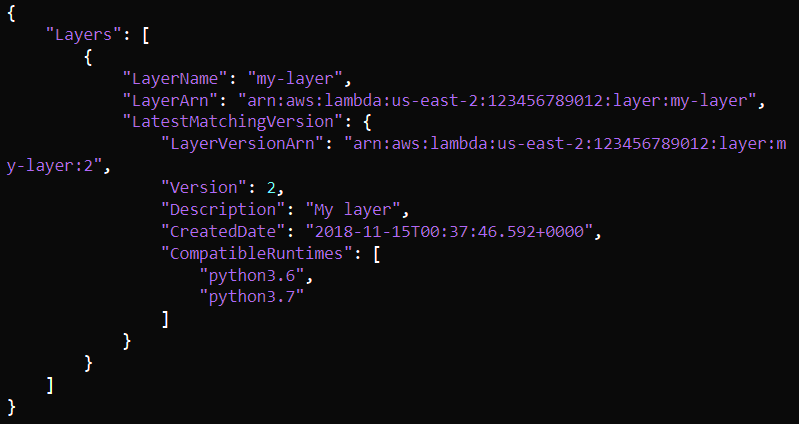 {
    "Layers": [
        {
            "LayerName": "my-layer",
            "LayerArn": "arn:aws:lambda:us-east-2:123456789012:layer:my-layer",
            "LatestMatchingVersion": {
                "LayerVersionArn": "arn:aws:lambda:us-east-2:123456789012:layer:m
y-layer:2",
                "Version": 2,
                "Description": "My layer",
                "CreatedDate": "2018-11-15T00:37:46.592+0000",
                "CompatibleRuntimes": [
                    "python3.6",
                    "python3.7"
                ]
            }
        }
    ]
}